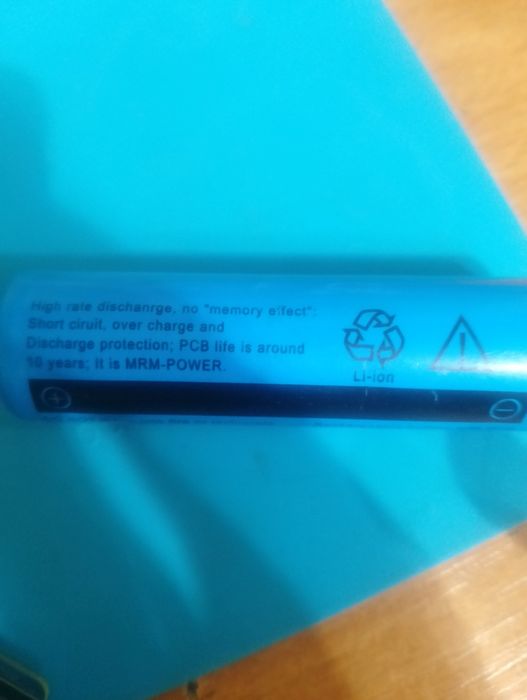 High rate dischanrge, no "memory effect":
Short ciruit, over charge and
Discharge protection; PCB life is around
10 years; It is MRM-POWER.
Li-ion